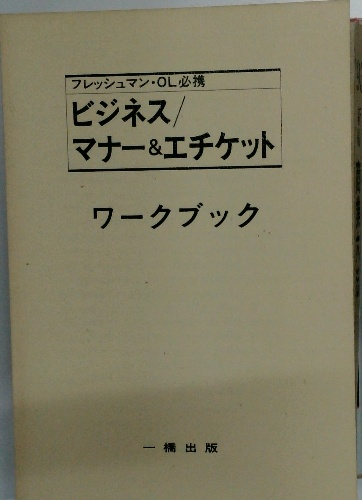 フレッシュマン・OL必携
ビジネス/
マナー&エチケット
ワークブック
一橋出版